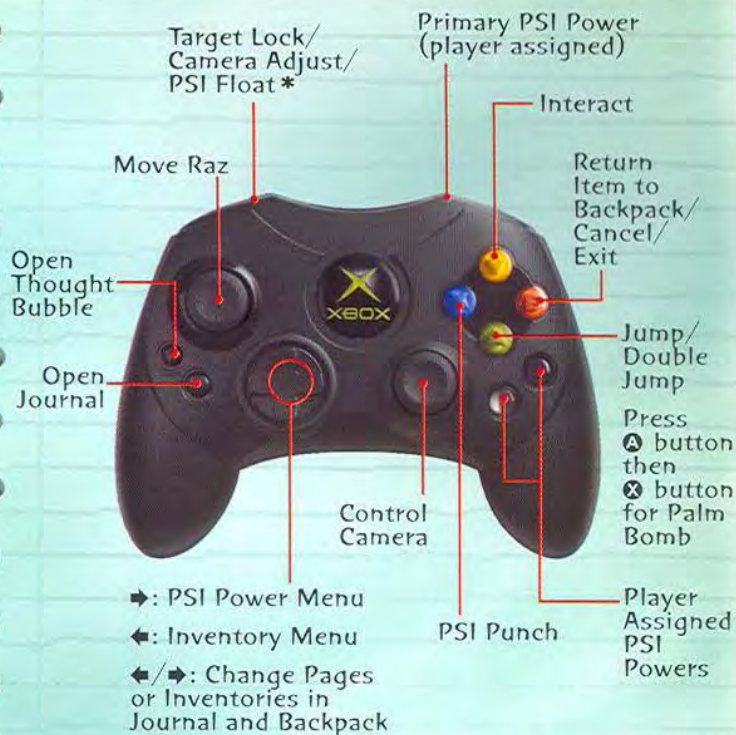 Target Lock/
Camera Adjust/
PSI Float *
Primary PSI Power
(player assigned)
Interact
Move Raz
Return
Item to
Backpack/
Cancel/
Exit
Open
Thought
Bubble
XBOX
Jump/
Double
Jump
Open
Journal
Press
A button
then
X button
for Palm
Bomb
Control
Camera
➡: PSI Power Menu
⬅: Inventory Menu
⬅/➡: Change Pages
or Inventories in
Journal and Backpack
PSI Punch
Player
Assigned
PSI
Powers